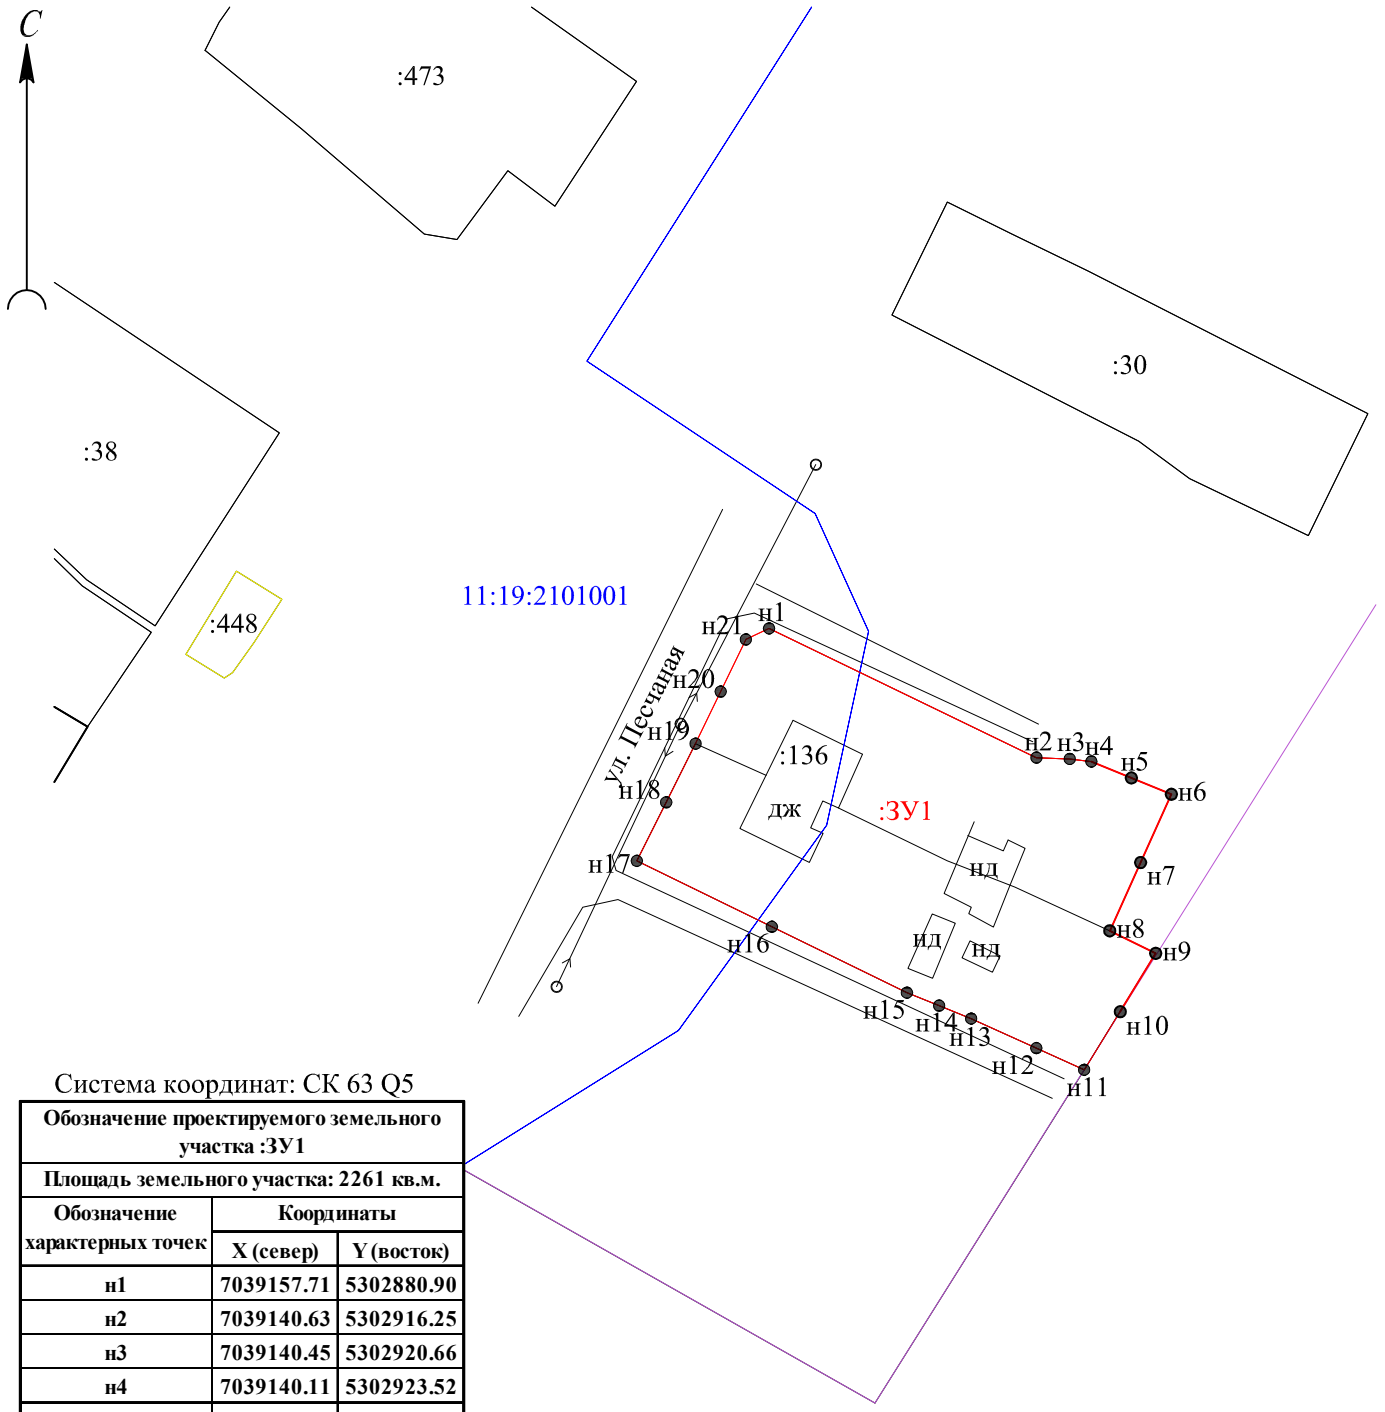 С
:473
:30
:38
:448
11:19:2101001
ул. Песчаная
н1
н21
н20
н19
н18
н17
н16
н15
н14
н13
н12
н11
н10
н9
н8
н7
н6
н5
н4
н3
н2
:136
дж
:ЗУ1
нд
нд
нд
Система координат: СК 63 Q5
Обозначение проектируемого земельного
участка :ЗУ1
Площадь земельного участка: 2261 кв.м.
Обозначение
характерных точек
Координаты
X (север) Y (восток)
н1 7039157.71 5302880.90
н2 7039140.63 5302916.25
н3 7039140.45 5302920.66
н4 7039140.11 5302923.52